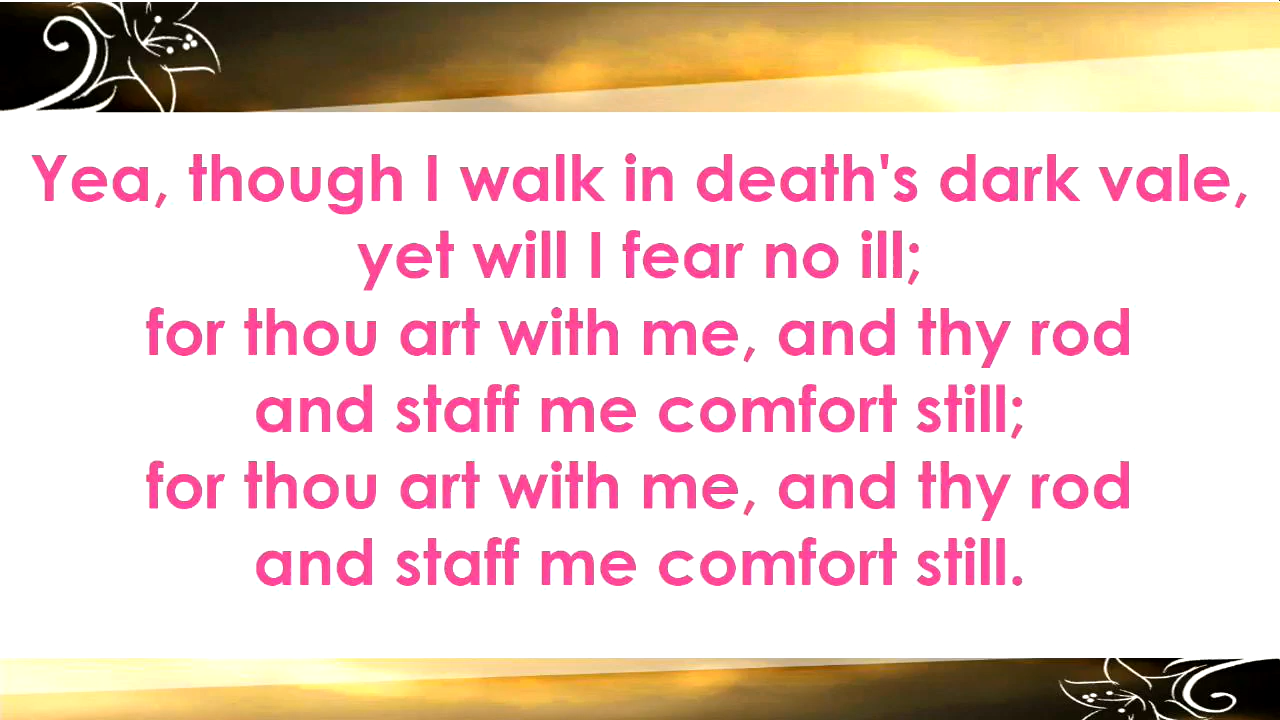 Yea, though I walk in death's dark vale,
yet will I fear no ill;
for thou art with me, and thy rod
and staff me comfort still;
for thou art with me, and thy rod
and staff me comfort still.